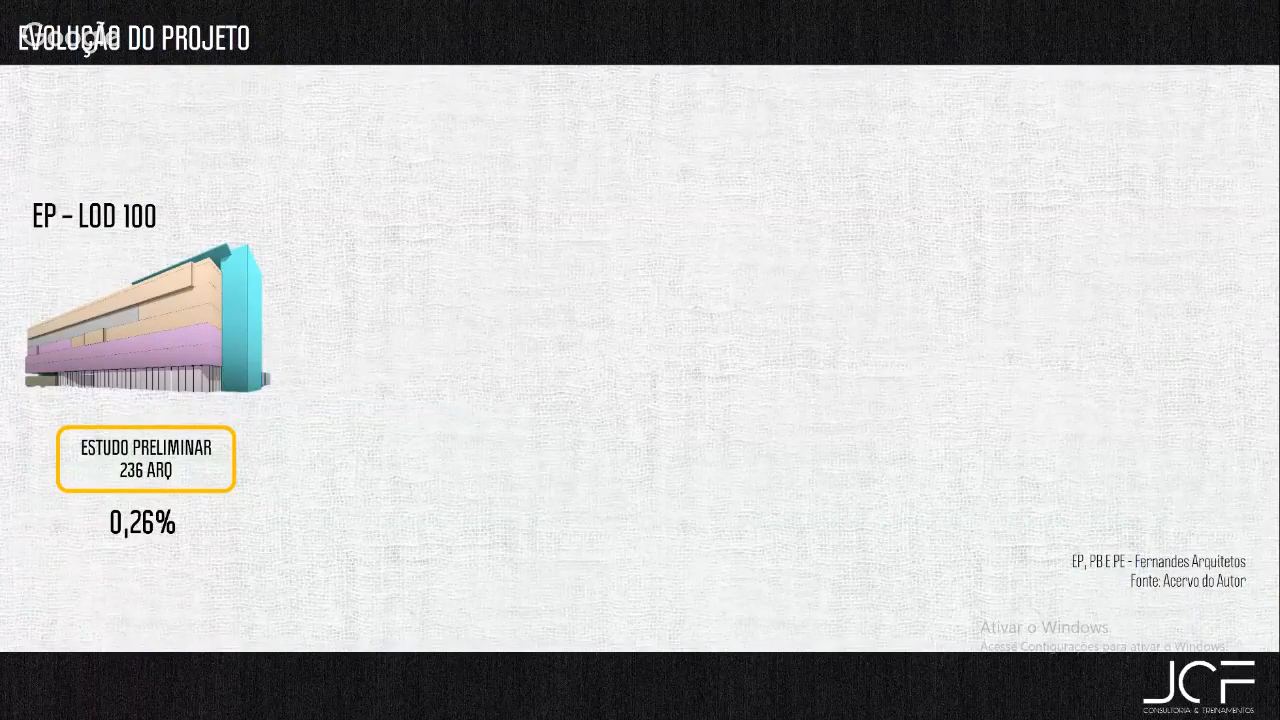 EVOLUÇÃO DO PROJETO
Google
EP – LOD 100
ESTUDO PRELIMINAR
236 ARQ
0,26%
EP, PB E PE - Fernandes Arquitetos
Fonte: Acervo do Autor
Ativar o Windows
Acesse Configurações para ativar o Windows.
JCF
CONSULTORIA & TREINAMENTOS